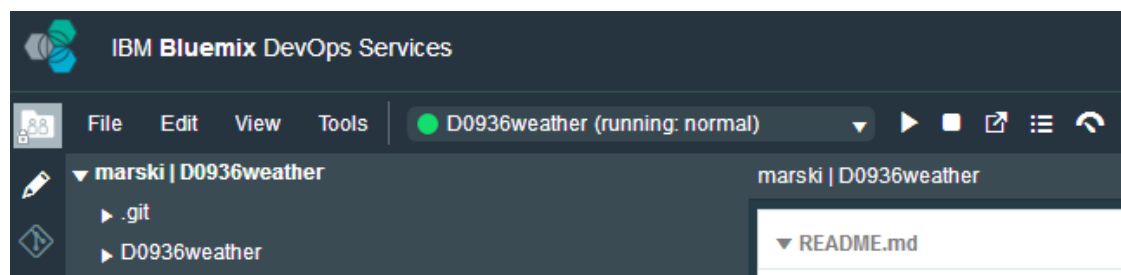 IBM Bluemix DevOps Services
File Edit View Tools D0936weather (running: normal)
marski | D0936weather
marski | D0936weather
.git
D0936weather
README.md